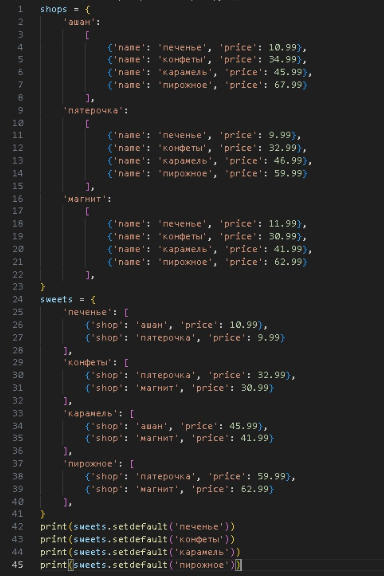 1 shops = {
2 'ашан':
3 [
4 {'name': 'печенье', 'price': 10.99},
5 {'name': 'конфеты', 'price': 34.99},
6 {'name': 'карамель', 'price': 45.99},
7 {'name': 'пирожное', 'price': 67.99}
8 ],
9 'пятерочка':
10 [
11 {'name': 'печенье', 'price': 9.99},
12 {'name': 'конфеты', 'price': 32.99},
13 {'name': 'карамель', 'price': 46.99},
14 {'name': 'пирожное', 'price': 59.99}
15 ],
16 'магнит':
17 [
18 {'name': 'печенье', 'price': 11.99},
19 {'name': 'конфеты', 'price': 30.99},
20 {'name': 'карамель', 'price': 41.99},
21 {'name': 'пирожное', 'price': 62.99}
22 ],
23 }
24 sweets = {
25 'печенье': [
26 {'shop': 'ашан', 'price': 10.99},
27 {'shop': 'пятерочка', 'price': 9.99}
28 ],
29 'конфеты': [
30 {'shop': 'пятерочка', 'price': 32.99},
31 {'shop': 'магнит', 'price': 30.99}
32 ],
33 'карамель': [
34 {'shop': 'ашан', 'price': 45.99},
35 {'shop': 'магнит', 'price': 41.99}
36 ],
37 'пирожное': [
38 {'shop': 'пятерочка', 'price': 59.99},
39 {'shop': 'магнит', 'price': 62.99}
40 ],
41 }
42 print(sweets.setdefault('печенье'))
43 print(sweets.setdefault('конфеты'))
44 print(sweets.setdefault('карамель'))
45 print(sweets.setdefault('пирожное'))